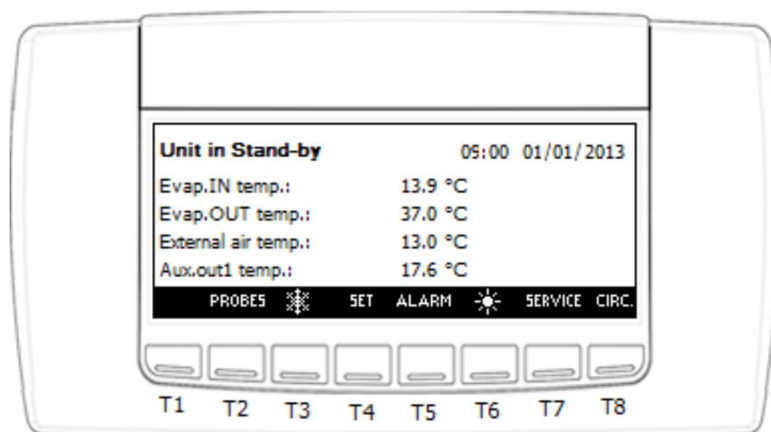 Unit in Stand-by 09:00 01/01/2013
Evap.IN temp.: 13.9 °C
Evap.OUT temp.: 37.0 °C
External air temp.: 13.0 °C
Aux.out1 temp.: 17.6 °C
PROBES SET ALARM SERVICE CIRC.
T1 T2 T3 T4 T5 T6 T7 T8